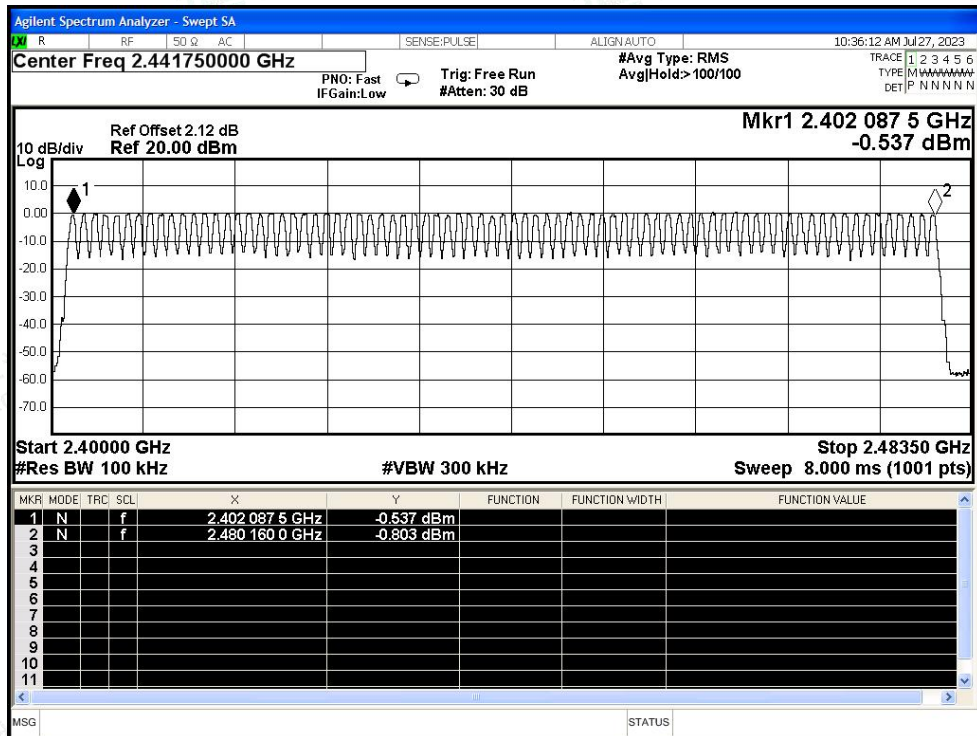 Agilent Spectrum Analyzer - Swept SA
LXI R RF 50 Ω AC SENSE:PULSE ALIGN AUTO 10:36:12 AM Jul 27, 2023
Center Freq 2.441750000 GHz #Avg Type: RMS TRACE 1 2 3 4 5 6
PNO: Fast Trig: Free Run Avg|Hold:>100/100 TYPE M
IFGain:Low #Atten: 30 dB DET P N N N N N
Mkr1 2.402 087 5 GHz
-0.537 dBm
Ref Offset 2.12 dB
10 dB/div Ref 20.00 dBm
Log
10.0
0.00
-10.0
-20.0
-30.0
-40.0
-50.0
-60.0
-70.0
1
2
Start 2.40000 GHz Stop 2.48350 GHz
#Res BW 100 kHz #VBW 300 kHz Sweep 8.000 ms (1001 pts)
MKR MODE TRC SCL X Y FUNCTION FUNCTION WIDTH FUNCTION VALUE
1 N f 2.402 087 5 GHz -0.537 dBm
2 N f 2.480 160 0 GHz -0.803 dBm
3
4
5
6
7
8
9
10
11
MSG STATUS